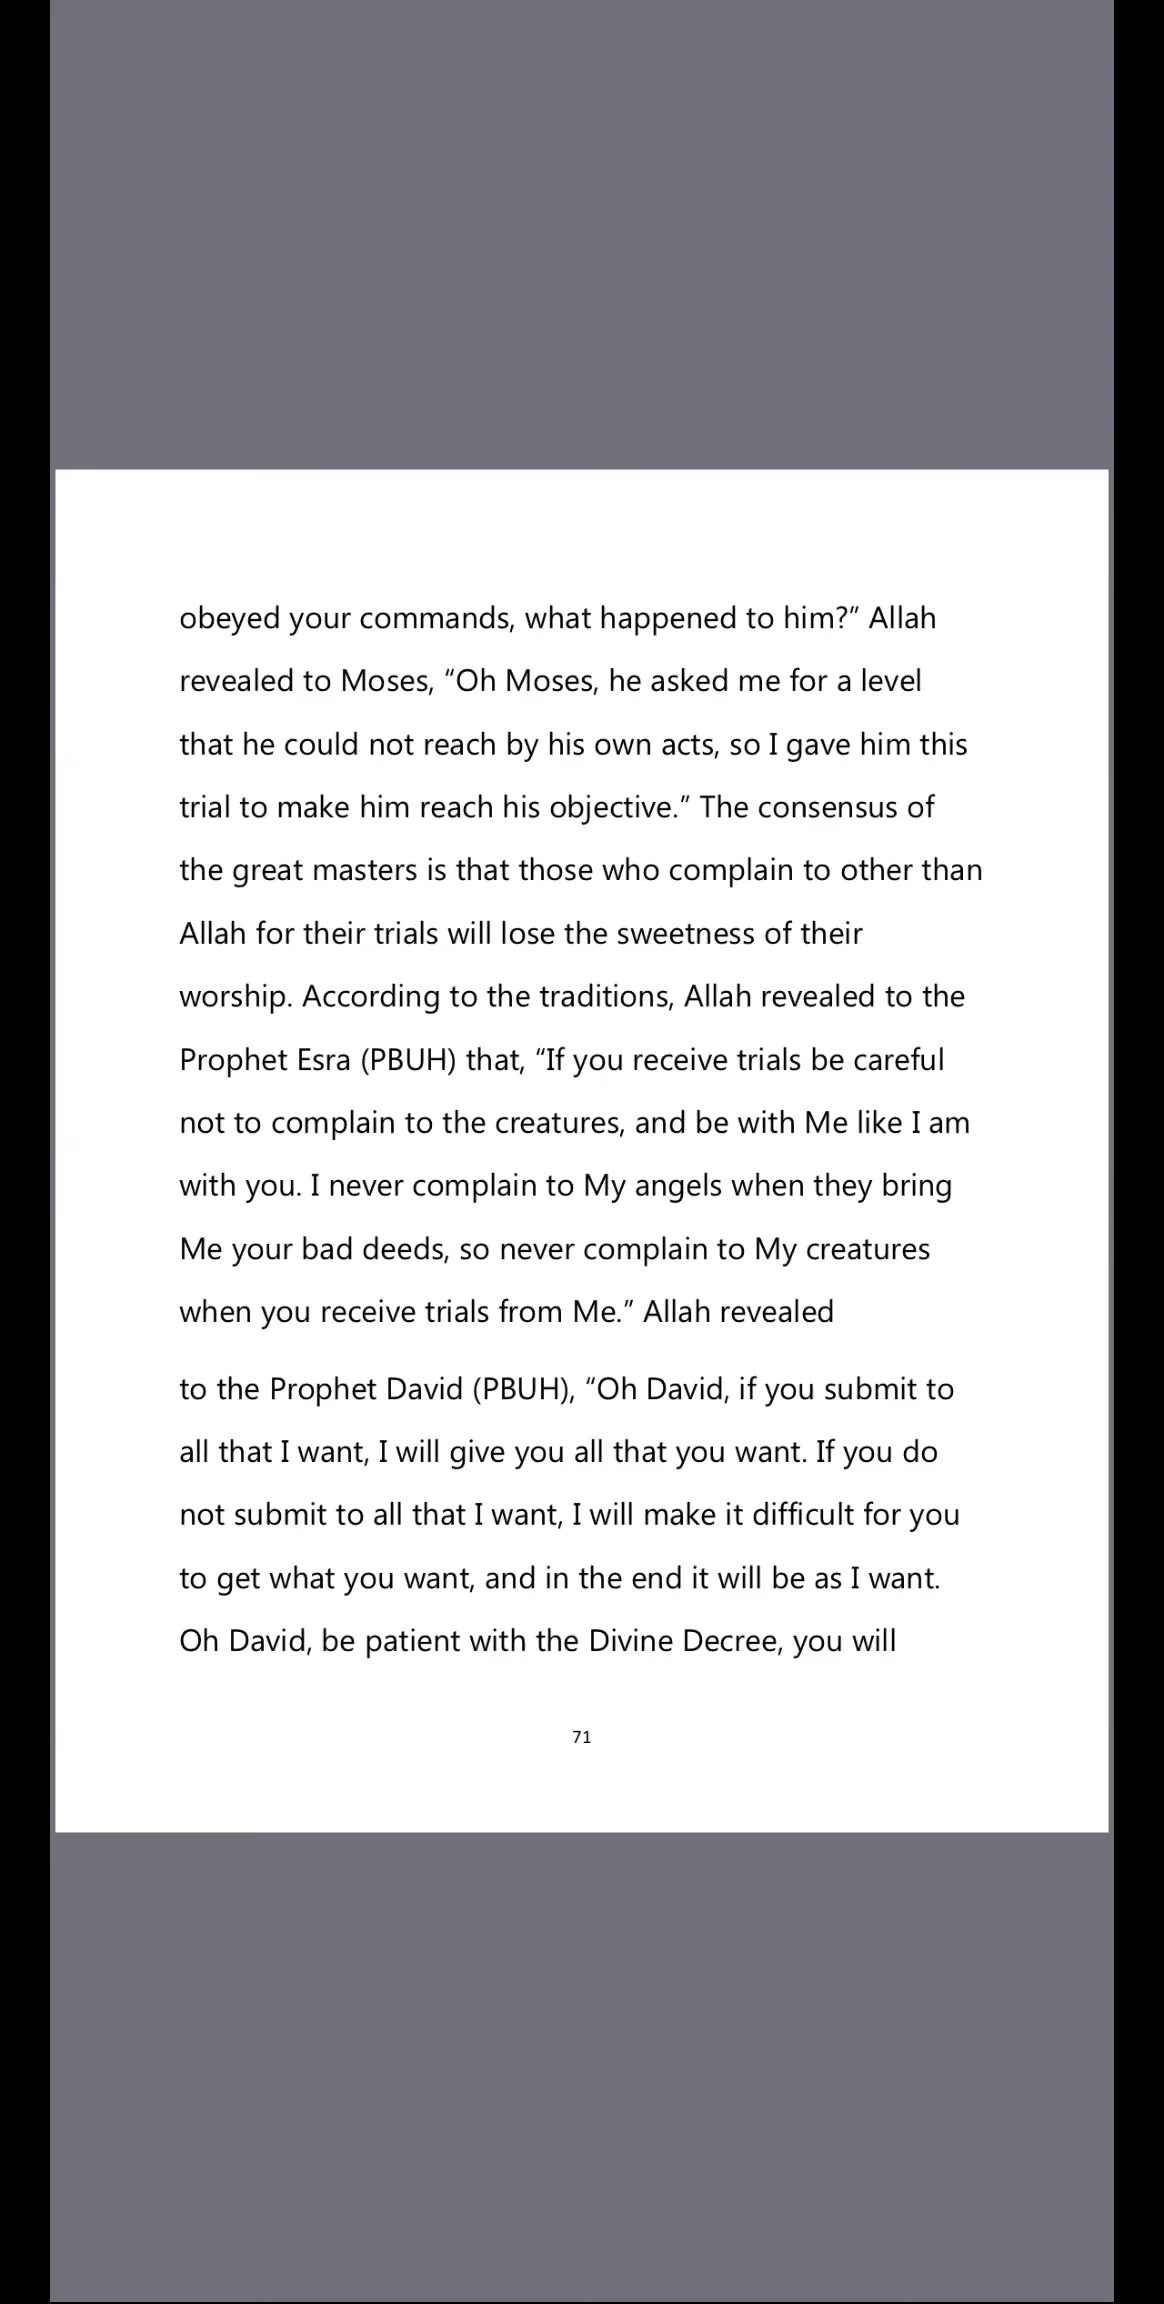 obeyed your commands, what happened to him?” Allah
revealed to Moses, “Oh Moses, he asked me for a level
that he could not reach by his own acts, so I gave him this
trial to make him reach his objective.” The consensus of
the great masters is that those who complain to other than
Allah for their trials will lose the sweetness of their
worship. According to the traditions, Allah revealed to the
Prophet Esra (PBUH) that, “If you receive trials be careful
not to complain to the creatures, and be with Me like I am
with you. I never complain to My angels when they bring
Me your bad deeds, so never complain to My creatures
when you receive trials from Me.” Allah revealed
to the Prophet David (PBUH), “Oh David, if you submit to
all that I want, I will give you all that you want. If you do
not submit to all that I want, I will make it difficult for you
to get what you want, and in the end it will be as I want.
Oh David, be patient with the Divine Decree, you will
71